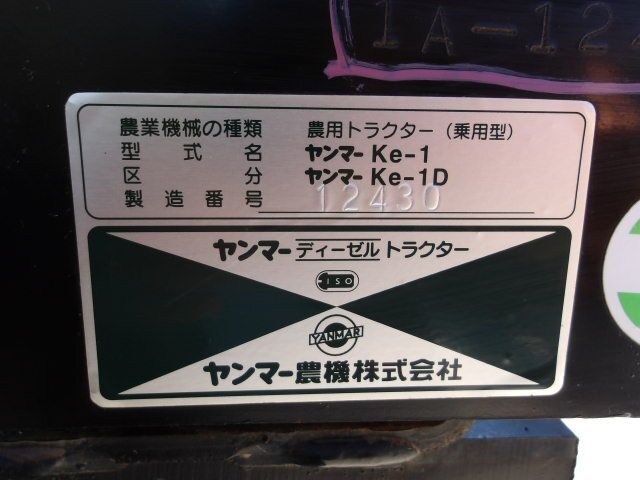 1A-12
農業機械の種類 農用トラクター（乗用型）
型式名 ヤンマー Ke-1
区分 ヤンマー Ke-1D
製造番号 12430
ヤンマーディーゼルトラクター
ISO
YANMAR
ヤンマー農機株式会社